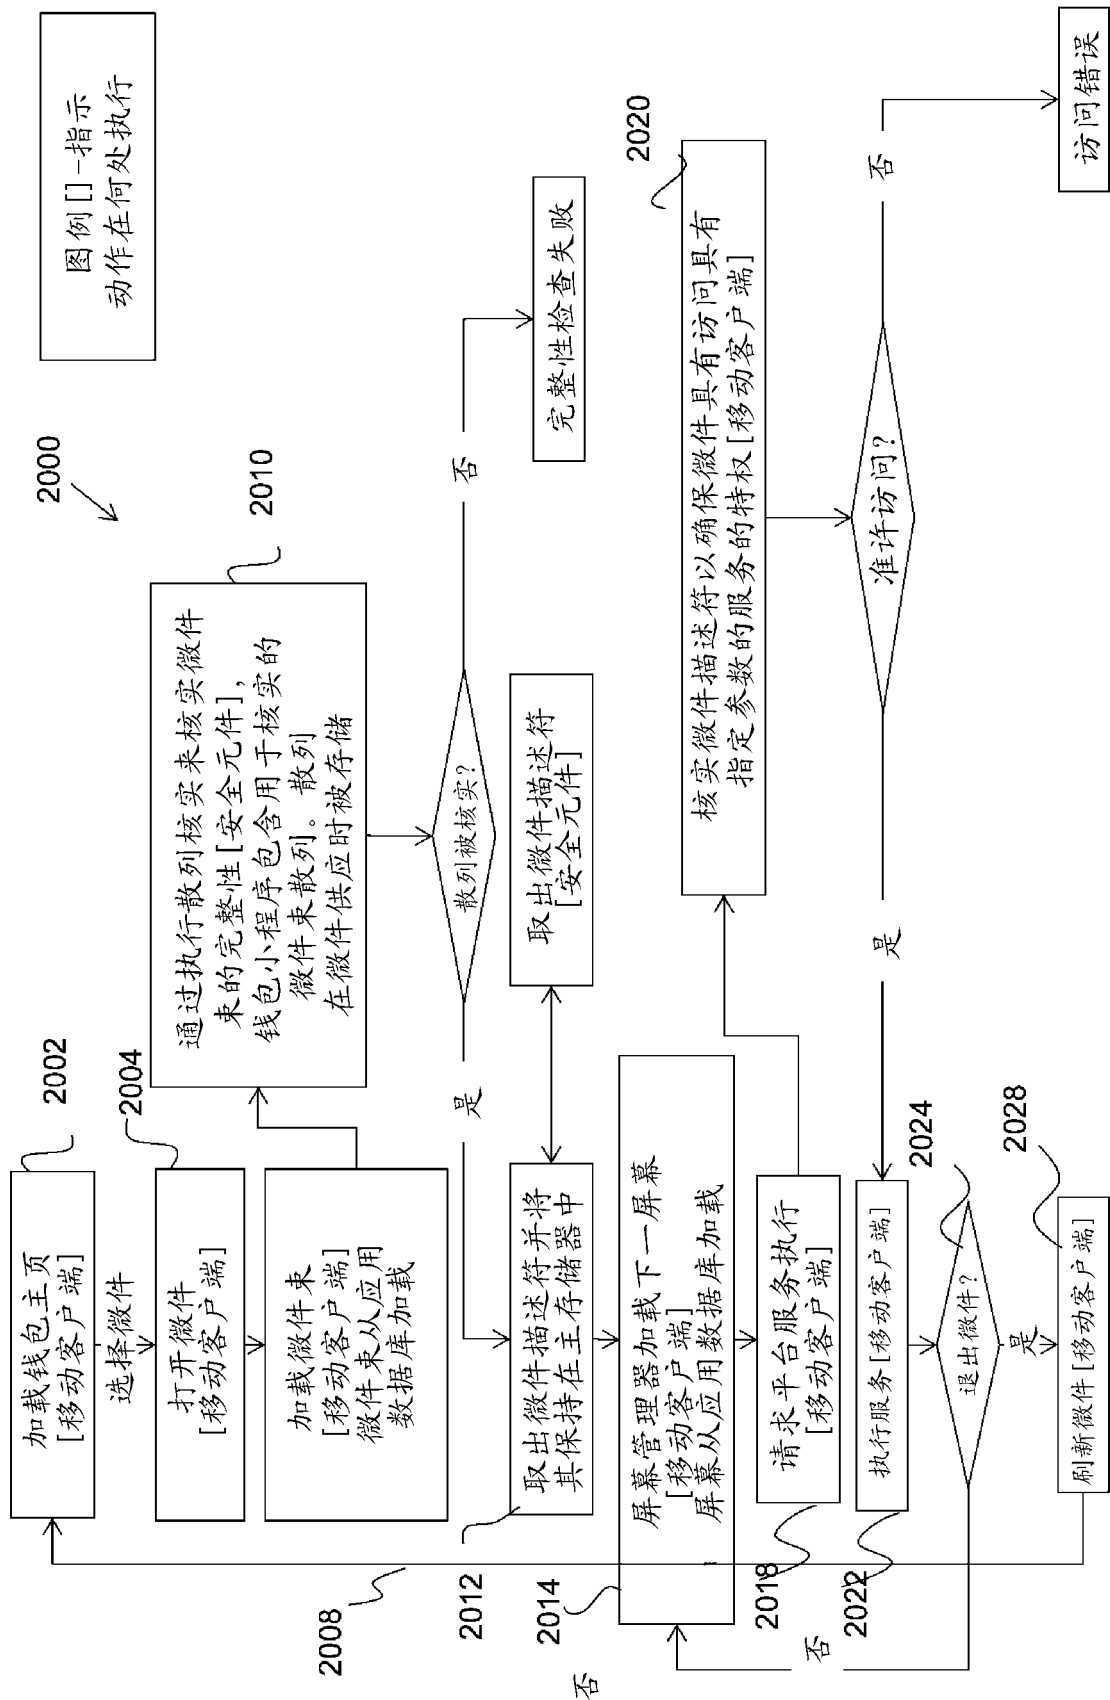 2000
图例[]-指示
动作在何处执行
加载钱包主页
[移动客户端]
2002
选择微件
打开微件
[移动客户端]
2004
加载微件束
[移动客户端]
微件束从应用
数据库加载
2008
通过执行散列核实来核实微件
束的完整性[安全元件],
钱包小程序包含用于核实的
微件束散列。散列
在微件供应时被存储
2010
散列被核实?
否
完整性检查失败
是
取出微件描述符并将
其保持在主存储器中
2012
取出微件描述符
[安全元件]
屏幕管理器加载下一屏幕
[移动客户端]
屏幕从应用数据库加载
2014
请求平台服务执行
[移动客户端]
2018
核实微件描述符以确保微件具有访问具有
指定参数的服务的特权[移动客户端]
2020
准许访问?
否
访问错误
是
执行服务[移动客户端]
2022
退出微件?
2024
否
否
是
刷新微件[移动客户端]
2028